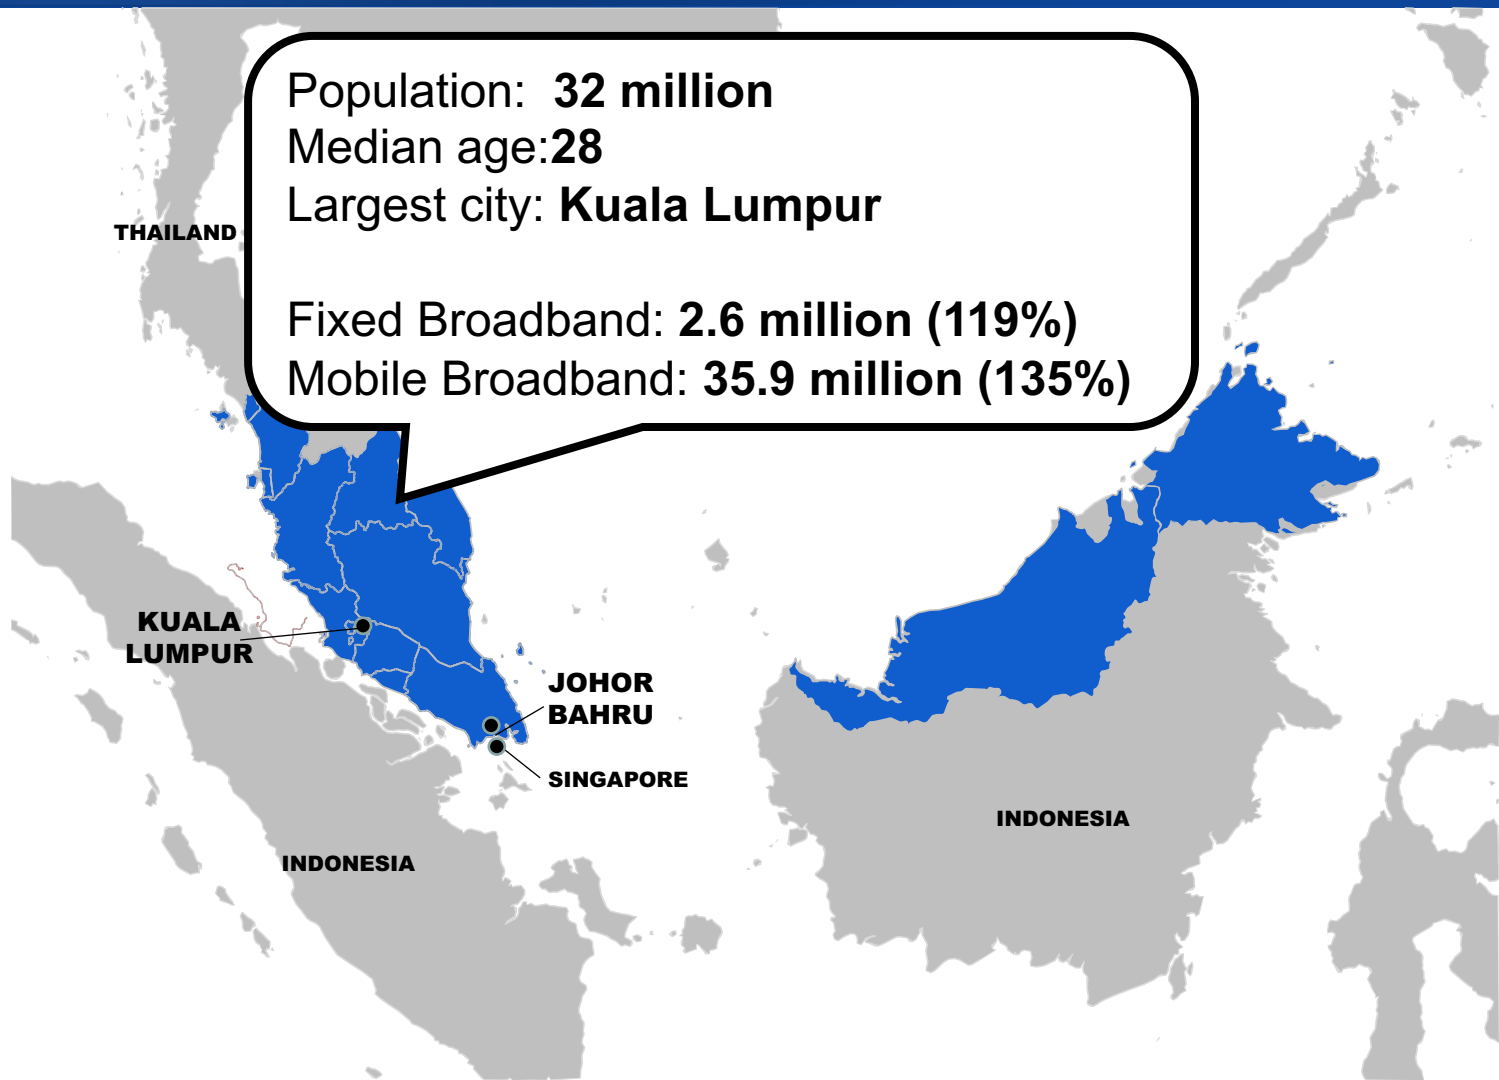 Population: 32 million
Median age:28
Largest city: Kuala Lumpur
Fixed Broadband: 2.6 million (119%)
Mobile Broadband: 35.9 million (135%)
THAILAND
KUALA
LUMPUR
JOHOR
BAHRU
SINGAPORE
INDONESIA
INDONESIA